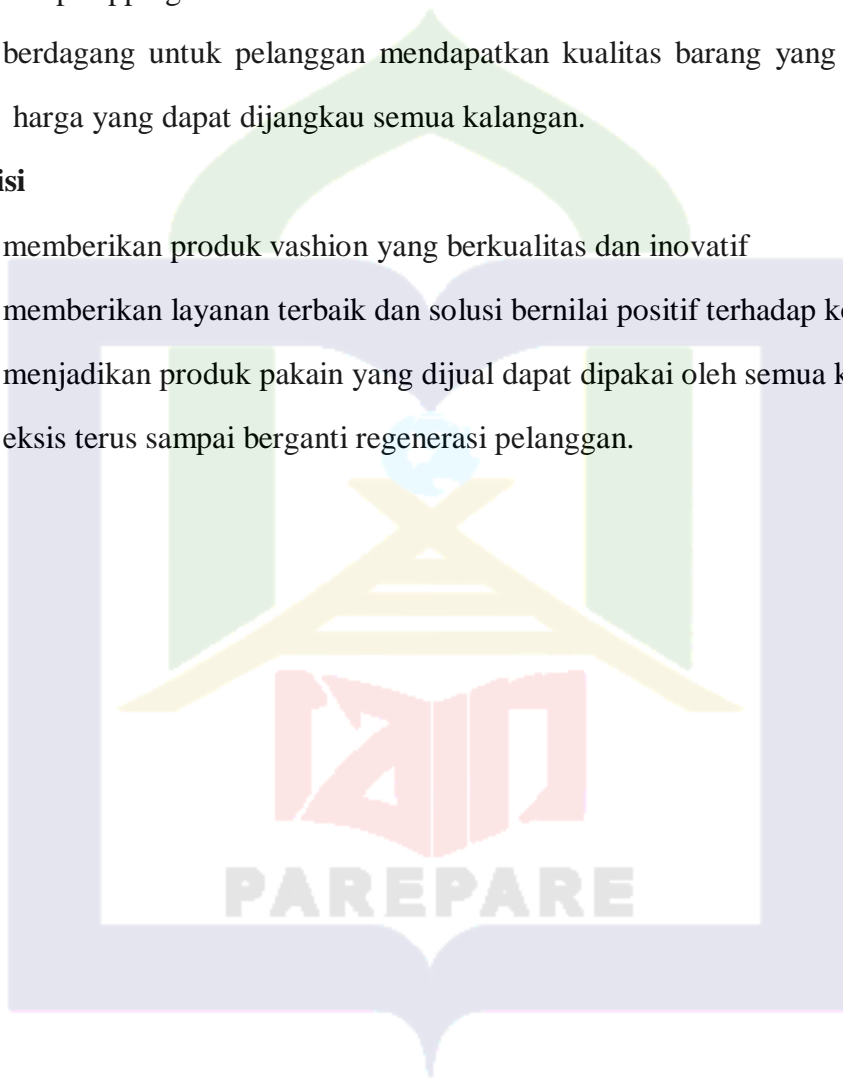 berdagang untuk pelanggan mendapatkan kualitas barang yang
harga yang dapat dijangkau semua kalangan.
isi
memberikan produk vashion yang berkualitas dan inovatif
memberikan layanan terbaik dan solusi bernilai positif terhadap
menjadikan produk pakain yang dijual dapat dipakai oleh semua
eksis terus sampai berganti regenerasi pelanggan.
iain
PAREPARE